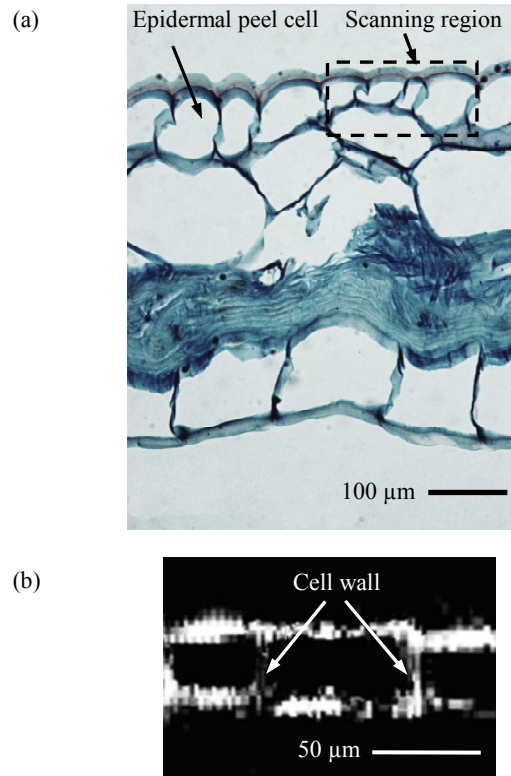 (a)
Epidermal peel cell
Scanning region
100 µm
(b)
Cell wall
50 µm